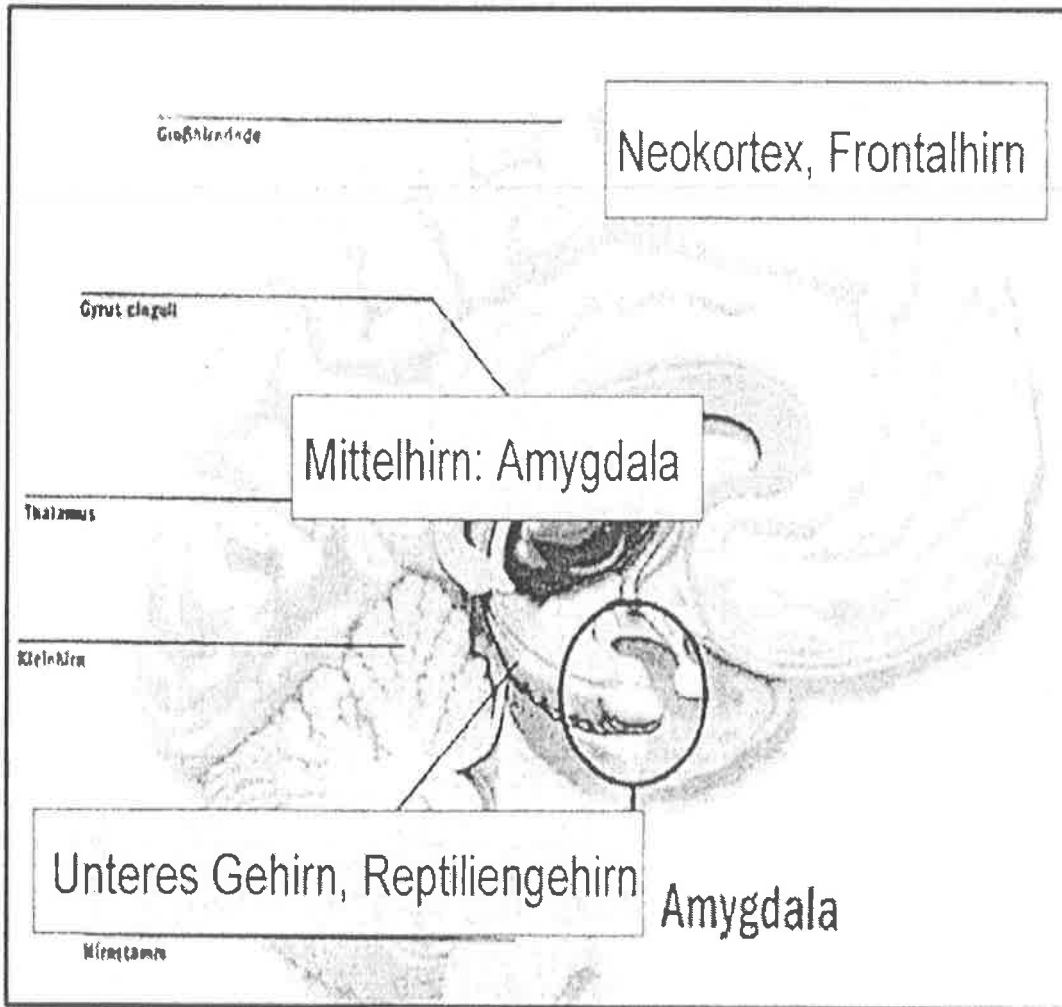 Großhirnrinde
Neokortex, Frontalhirn
Gyrus cinguli
Mittelhirn: Amygdala
Thalamus
Kleinhirn
Unteres Gehirn, Reptiliengehirn
Amygdala
Hirnstamm